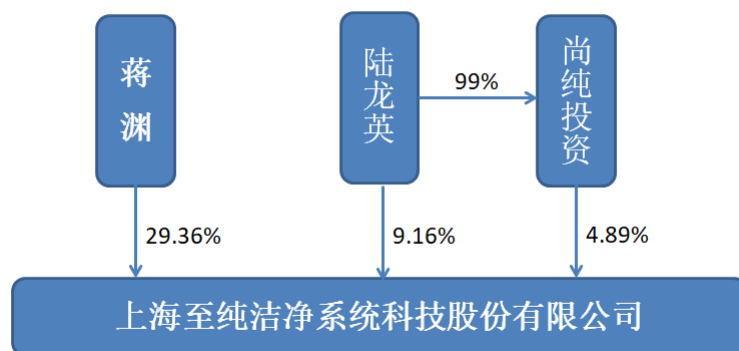 蒋渊
陆龙英
99%
尚纯投资
29.36%
9.16%
4.89%
上海至纯洁净系统科技股份有限公司